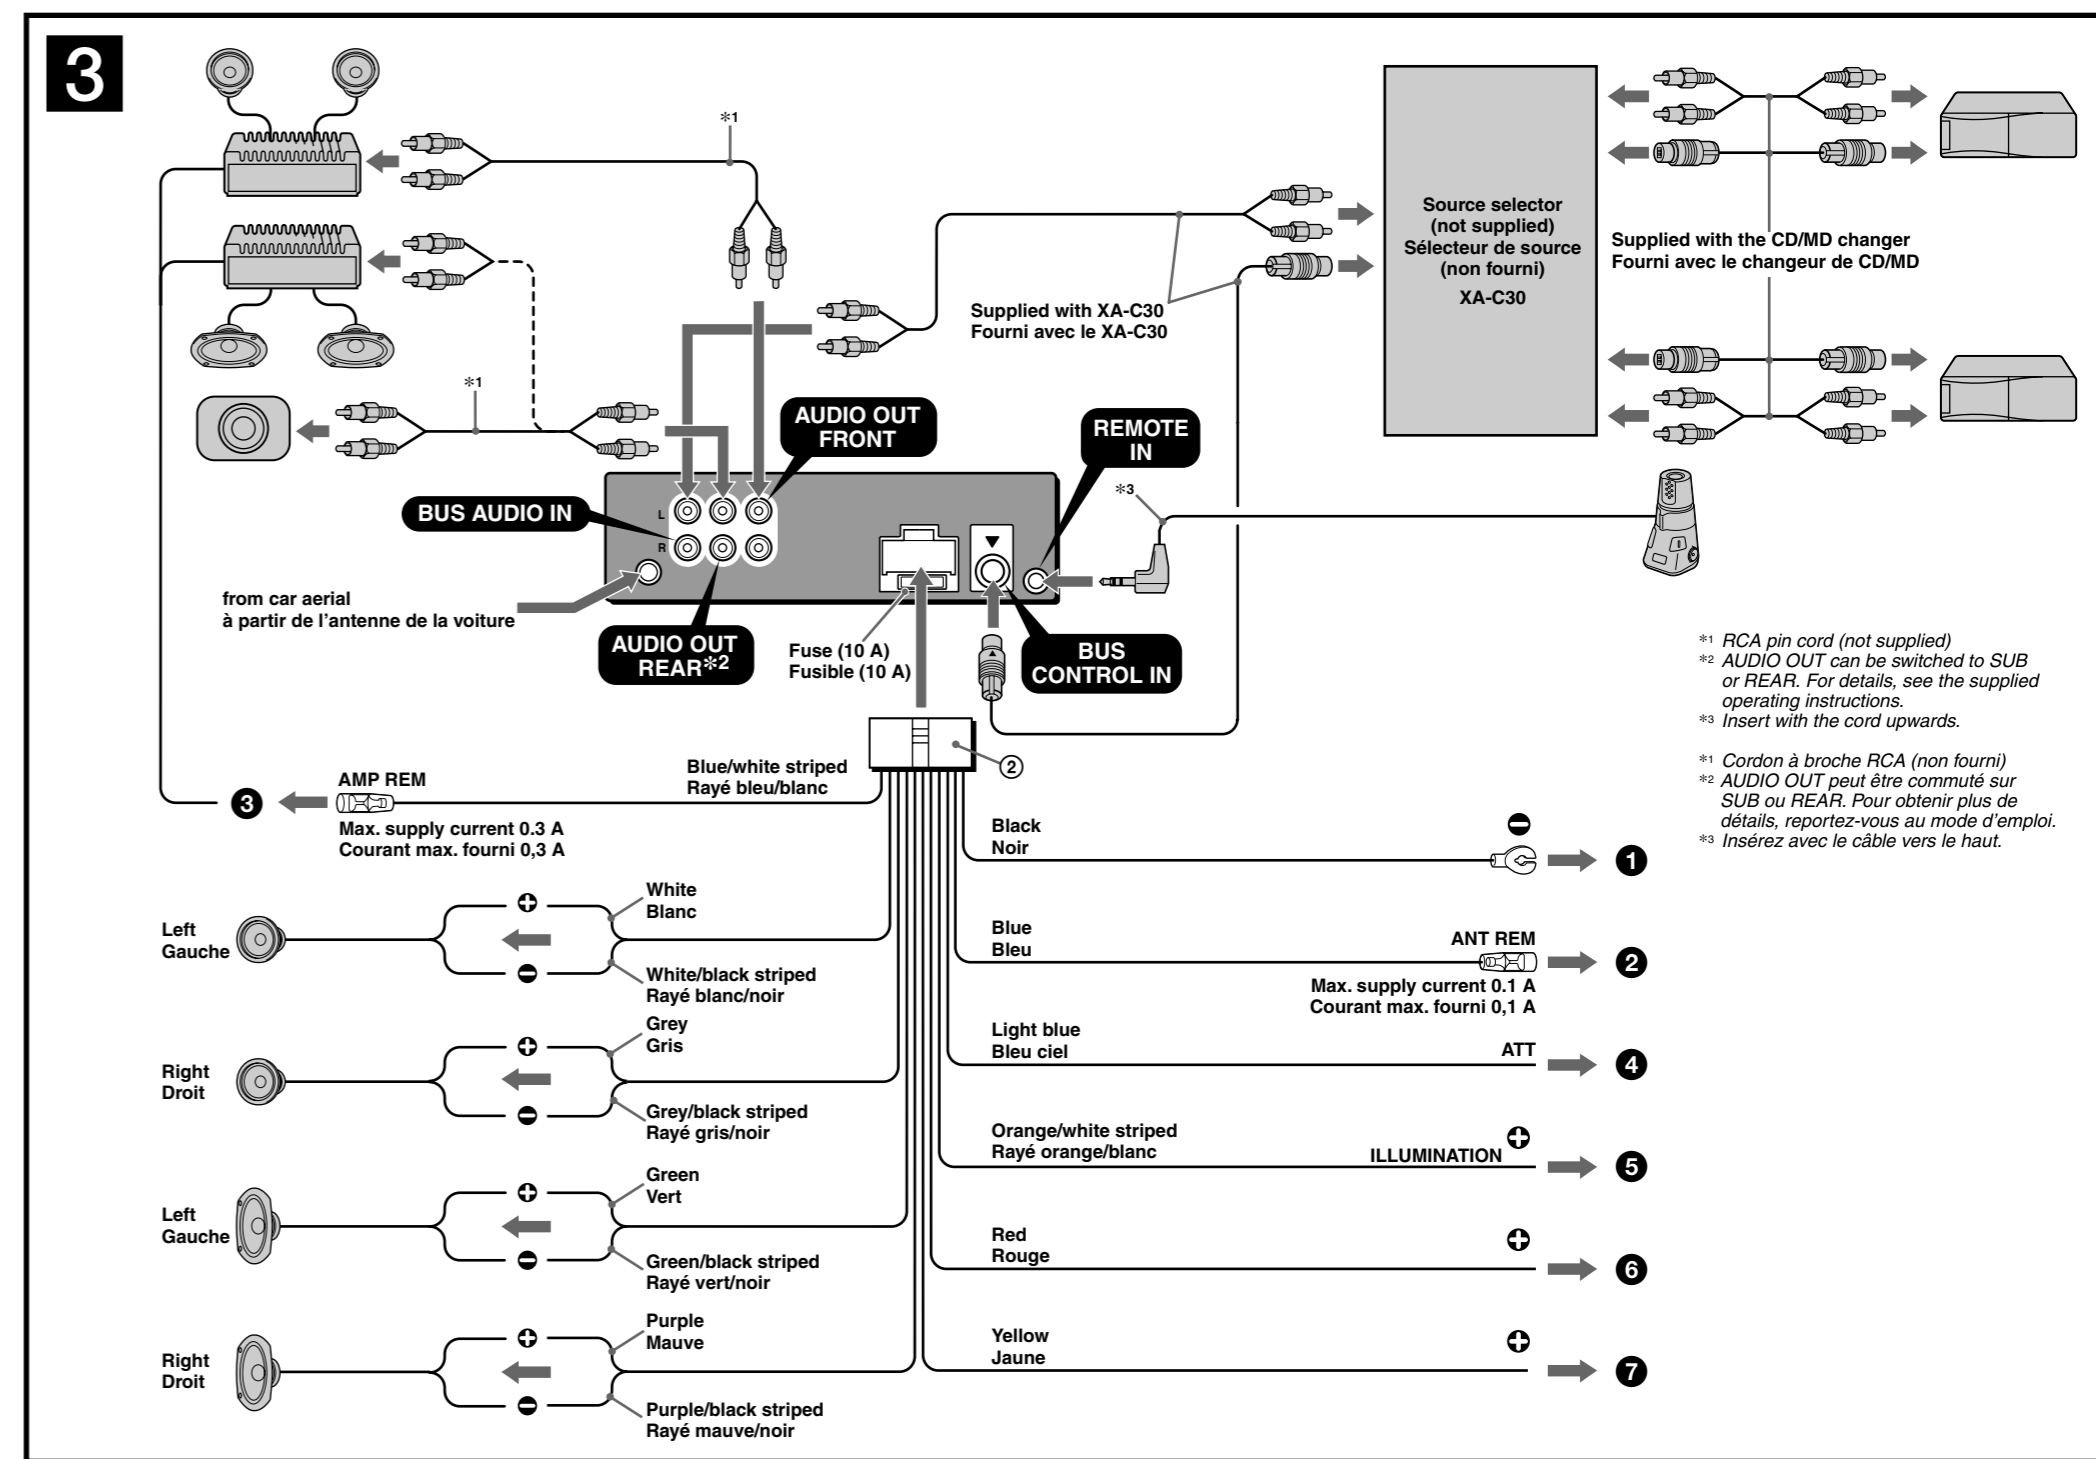 3
*1
Source selector
(not supplied)
Sélecteur de source
(non fourni)
XA-C30
Supplied with the CD/MD changer
Fourni avec le changeur de CD/MD
Supplied with XA-C30
Fourni avec le XA-C30
*1
AUDIO OUT
FRONT
REMOTE
IN
*3
BUS AUDIO IN
L
R
from car aerial
à partir de l'antenne de la voiture
AUDIO OUT
REAR*2
Fuse (10 A)
Fusible (10 A)
BUS
CONTROL IN
*1 RCA pin cord (not supplied)
*2 AUDIO OUT can be switched to SUB
or REAR. For details, see the supplied
operating instructions.
*3 Insert with the cord upwards.
*1 Cordon à broche RCA (non fourni)
*2 AUDIO OUT peut être commuté sur
SUB ou REAR. Pour obtenir plus de
détails, reportez-vous au mode d'emploi.
*3 Insérez avec le câble vers le haut.
②
Blue/white striped
Rayé bleu/blanc
AMP REM
❸
Max. supply current 0.3 A
Courant max. fourni 0,3 A
Black
Noir
❶
White
Blanc
Left
Gauche
White/black striped
Rayé blanc/noir
Blue
Bleu
ANT REM
❷
Max. supply current 0.1 A
Courant max. fourni 0,1 A
Grey
Gris
Right
Droit
Grey/black striped
Rayé gris/noir
Light blue
Bleu ciel
ATT
❹
Orange/white striped
Rayé orange/blanc
ILLUMINATION
❺
Green
Vert
Left
Gauche
Green/black striped
Rayé vert/noir
Red
Rouge
❻
Purple
Mauve
Right
Droit
Purple/black striped
Rayé mauve/noir
Yellow
Jaune
❼